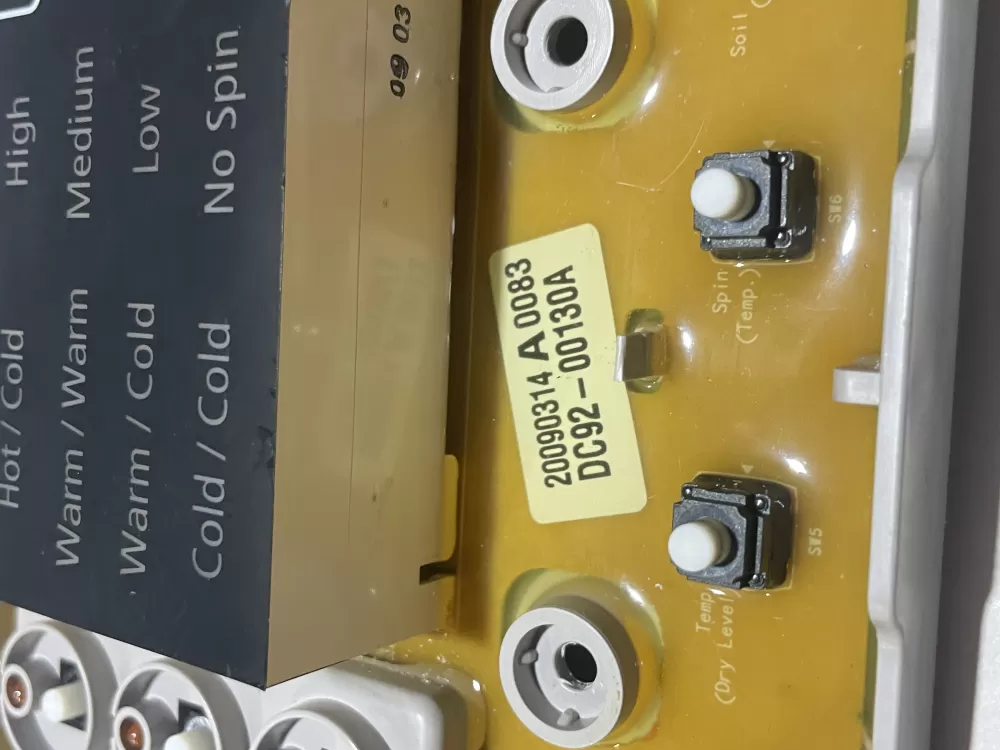 Hot / Cold
High
Warm / Warm
Medium
Warm / Cold
Low
Cold / Cold
No Spin
09 03
20090314 A 0083
DC92-00130A
Soil (
Spin
(Temp.)
SW6
Temp
(Dry Level)
SW5